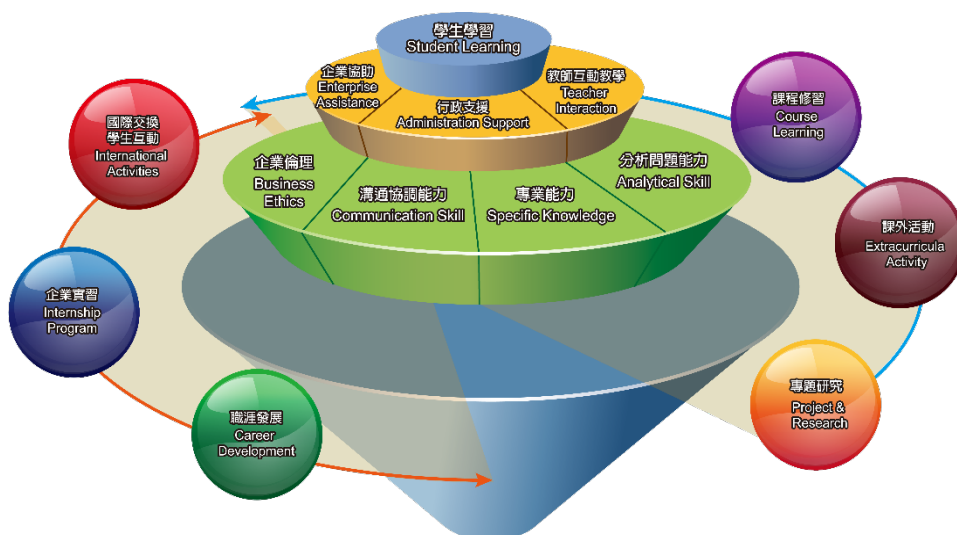 學生學習
Student Learning
企業協助
Enterprise
Assistance
行政支援
Administration Support
教師互動教學
Teacher
Interaction
企業倫理
Business
Ethics
溝通協調能力
Communication Skill
專業能力
Specific Knowledge
分析問題能力
Analytical Skill
國際交換
學生互動
International
Activities
企業實習
Internship
Program
職涯發展
Career
Development
課程修習
Course
Learning
課外活動
Extracurricula
Activity
專題研究
Project &
Research